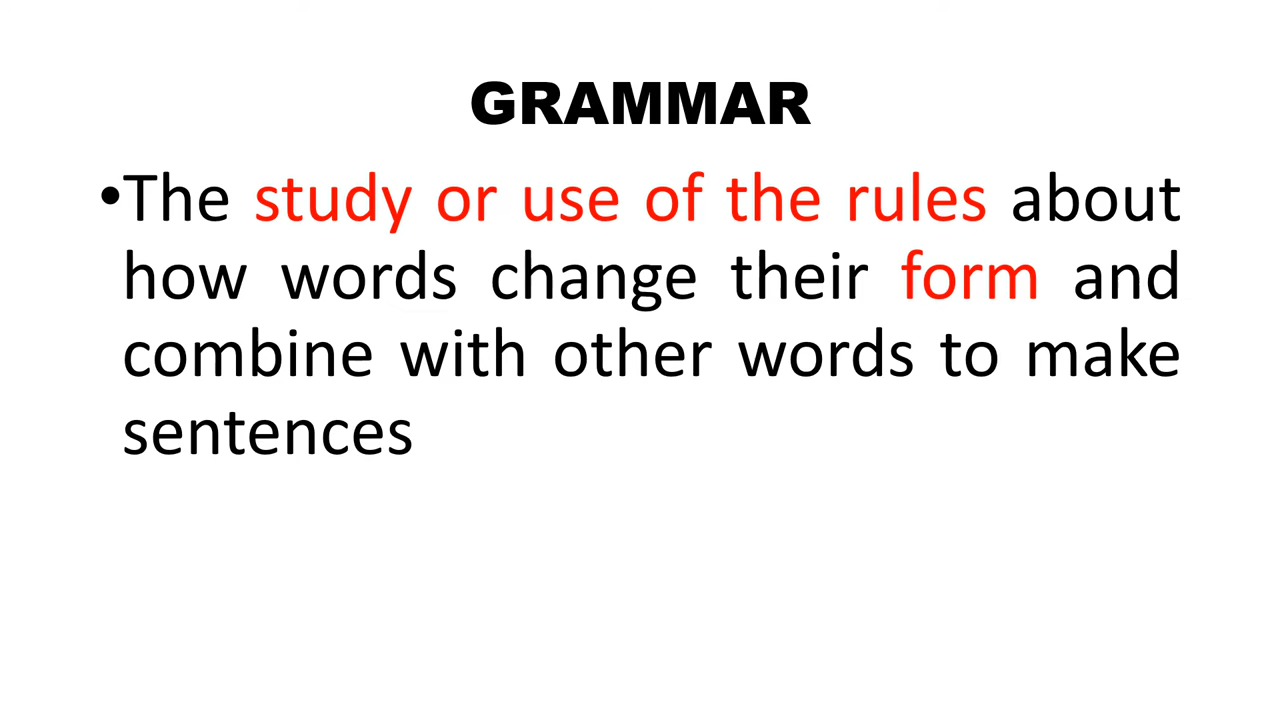 GRAMMAR
•The study or use of the rules about
how words change their form and
combine with other words to make
sentences